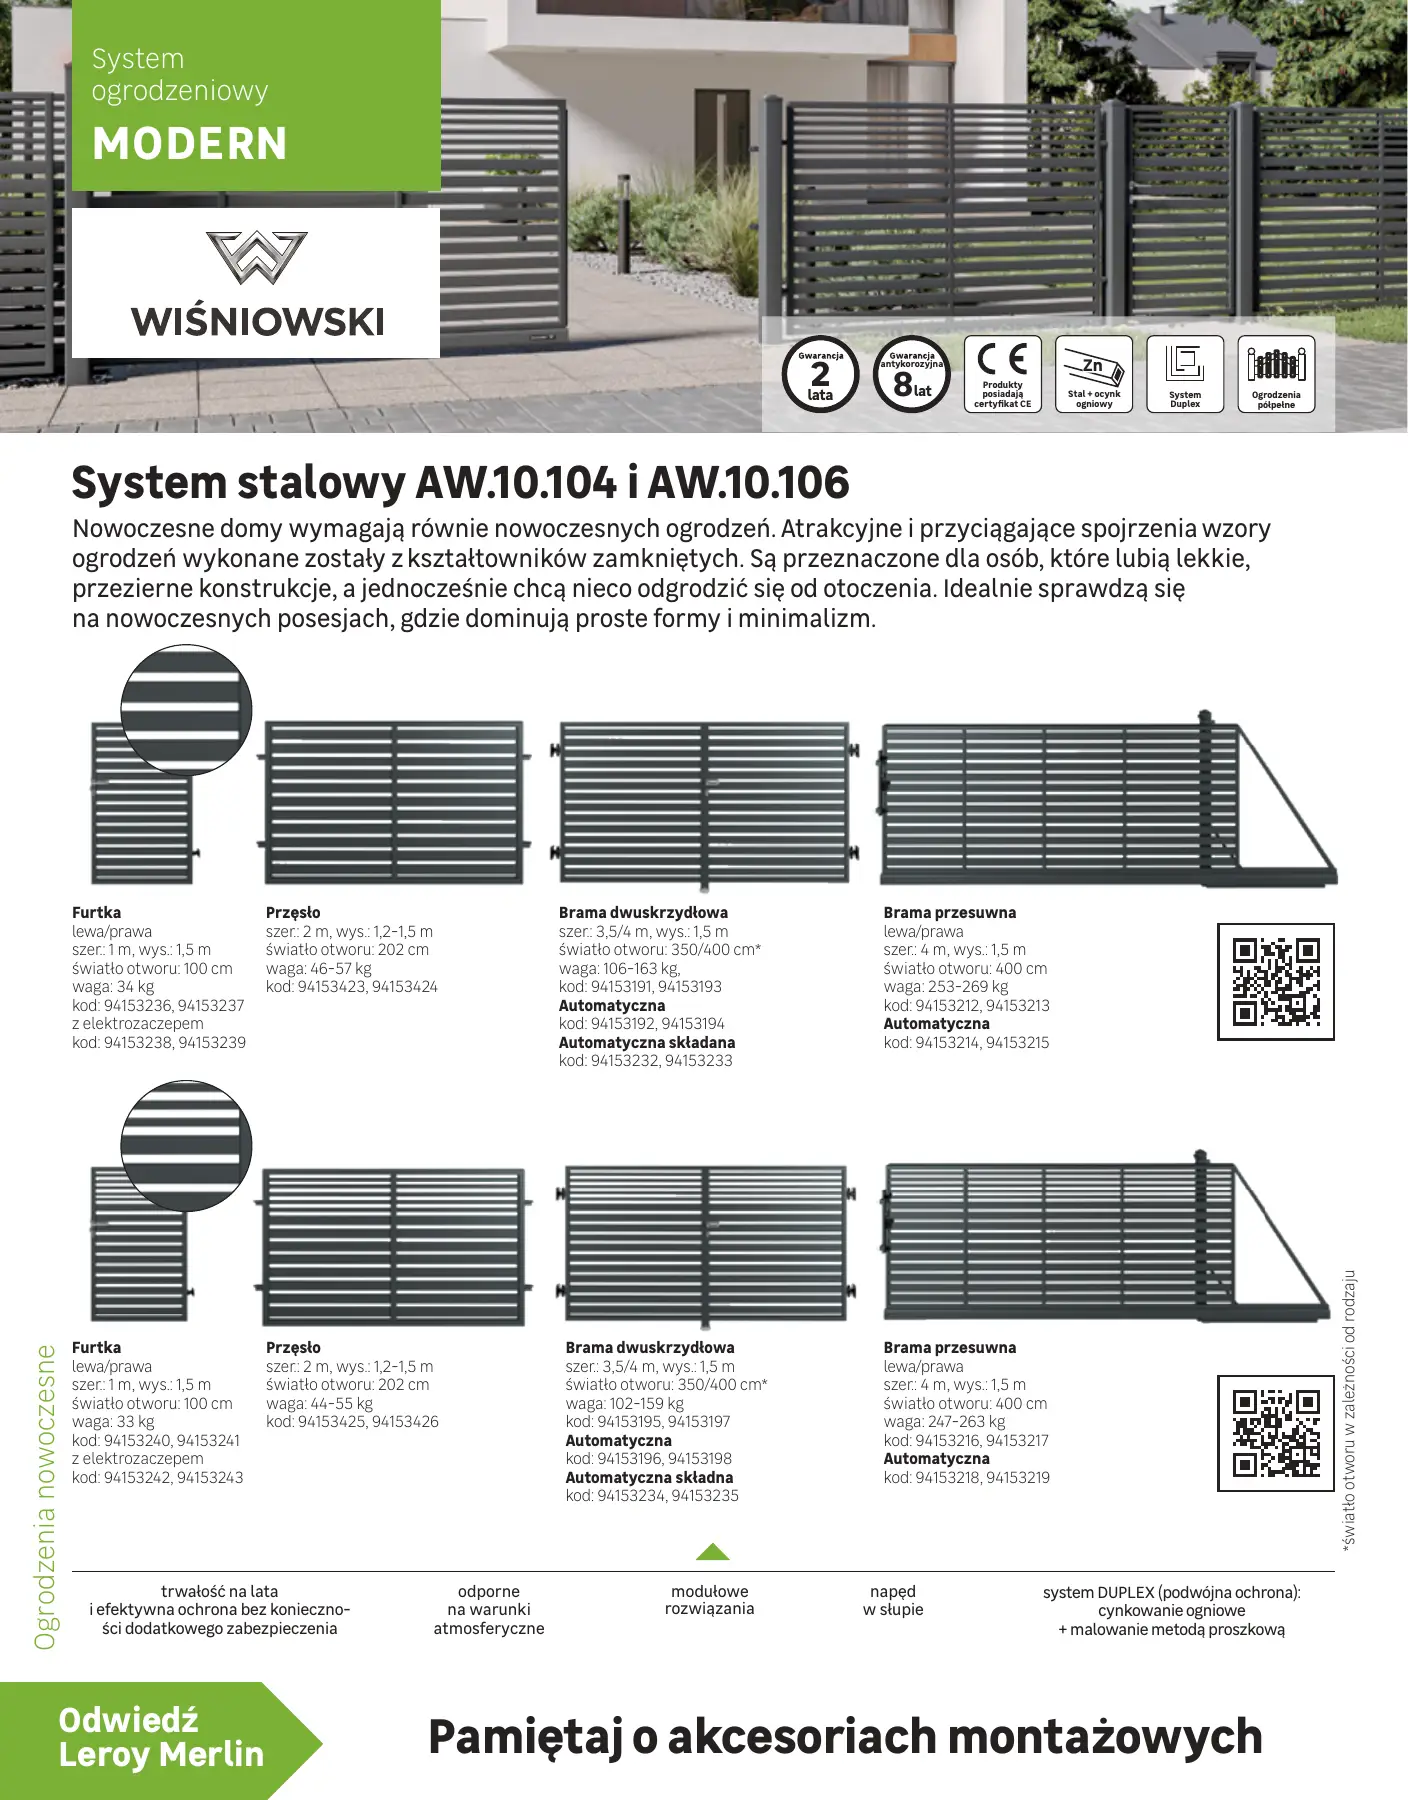 System
ogrodzeniowy
MODERN
WIŚNIOWSKI
Gwarancja
2
lata
Gwarancja
antykorozyjna
8 lat
CE
Produkty
posiadają
certyfikat CE
Zn
Stal + ocynk
ogniowy
System
Duplex
Ogrodzenia
półpełne
System stalowy AW.10.104 i AW.10.106
Nowoczesne domy wymagają równie nowoczesnych ogrodzeń. Atrakcyjne i przyciągające spojrzenia wzory
ogrodzeń wykonane zostały z kształtowników zamkniętych. Są przeznaczone dla osób, które lubią lekkie,
przezierne konstrukcje, a jednocześnie chcą nieco odgrodzić się od otoczenia. Idealnie sprawdzą się
na nowoczesnych posesjach, gdzie dominują proste formy i minimalizm.
Furtka
lewa/prawa
szer.: 1 m, wys.: 1,5 m
światło otworu: 100 cm
waga: 34 kg
kod: 94153236, 94153237
z elektrozaczepem
kod: 94153238, 94153239
Przęsło
szer.: 2 m, wys.: 1,2-1,5 m
światło otworu: 202 cm
waga: 46-57 kg
kod: 94153423, 94153424
Brama dwuskrzydłowa
szer.: 3,5/4 m, wys.: 1,5 m
światło otworu: 350/400 cm*
waga: 106-163 kg,
kod: 94153191, 94153193
Automatyczna
kod: 94153192, 94153194
Automatyczna składana
kod: 94153232, 94153233
Brama przesuwna
lewa/prawa
szer.: 4 m, wys.: 1,5 m
światło otworu: 400 cm
waga: 253-269 kg
kod: 94153212, 94153213
Automatyczna
kod: 94153214, 94153215
Furtka
lewa/prawa
szer.: 1 m, wys.: 1,5 m
światło otworu: 100 cm
waga: 33 kg
kod: 94153240, 94153241
z elektrozaczepem
kod: 94153242, 94153243
Przęsło
szer.: 2 m, wys.: 1,2-1,5 m
światło otworu: 202 cm
waga: 44-55 kg
kod: 94153425, 94153426
Brama dwuskrzydłowa
szer.: 3,5/4 m, wys.: 1,5 m
światło otworu: 350/400 cm*
waga: 102-159 kg
kod: 94153195, 94153197
Automatyczna
kod: 94153196, 94153198
Automatyczna składna
kod: 94153234, 94153235
Brama przesuwna
lewa/prawa
szer.: 4 m, wys.: 1,5 m
światło otworu: 400 cm
waga: 247-263 kg
kod: 94153216, 94153217
Automatyczna
kod: 94153218, 94153219
*światło otworu w zależności od rodzaju
Ogrodzenia nowoczesne
trwałość na lata
i efektywna ochrona bez konieczno-
ści dodatkowego zabezpieczenia
odporne
na warunki
atmosferyczne
modułowe
rozwiązania
napęd
w słupie
system DUPLEX (podwójna ochrona):
cynkowanie ogniowe
+ malowanie metodą proszkową
Odwiedź
Leroy Merlin
Pamiętaj o akcesoriach montażowych